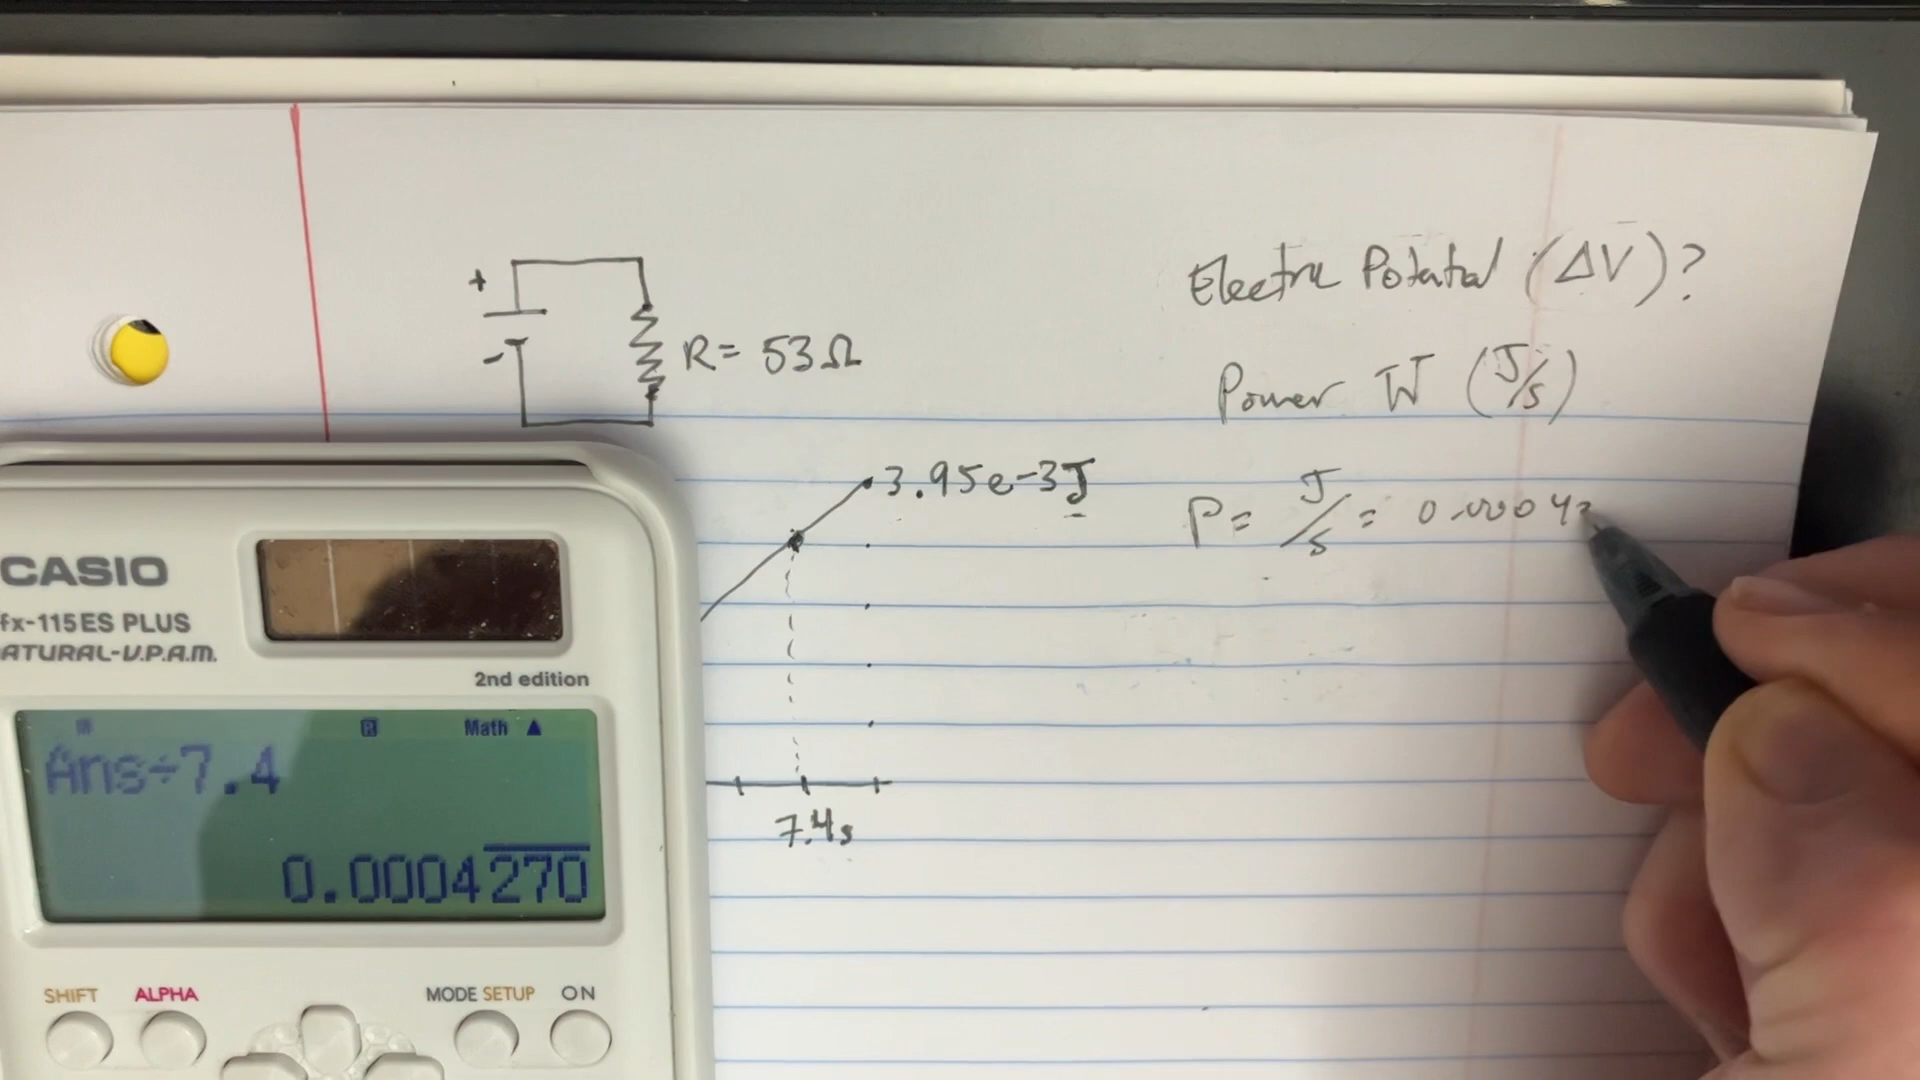 Electric Potential (ΔV)?
+
-
R= 53Ω
Power W (J/s)
3.95e-3J
P= J/s = 0.00042
7.4s
CASIO
fx-115ES PLUS
ATURAL-V.P.A.M.
2nd edition
Math ▲
Ans÷7.4
0.0004270
SHIFT ALPHA MODE SETUP ON